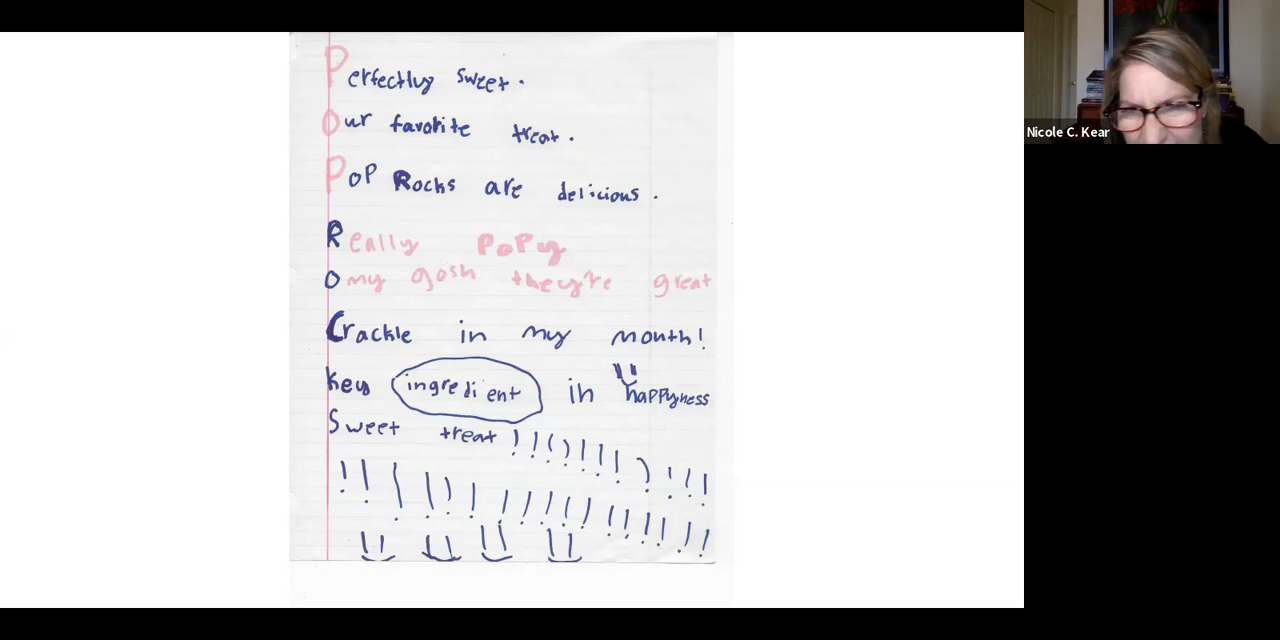 Perfectly sweet.
Our favorite treat.
Pop Rocks are delicious.
Really PoPy
O my gosh they're great
Crackle in my mouth!
Key ingredient in happyness
Sweet treat !!!!!!!!!!!!
!!!!!!!!!!!!!!!!!
Nicole C. Kear